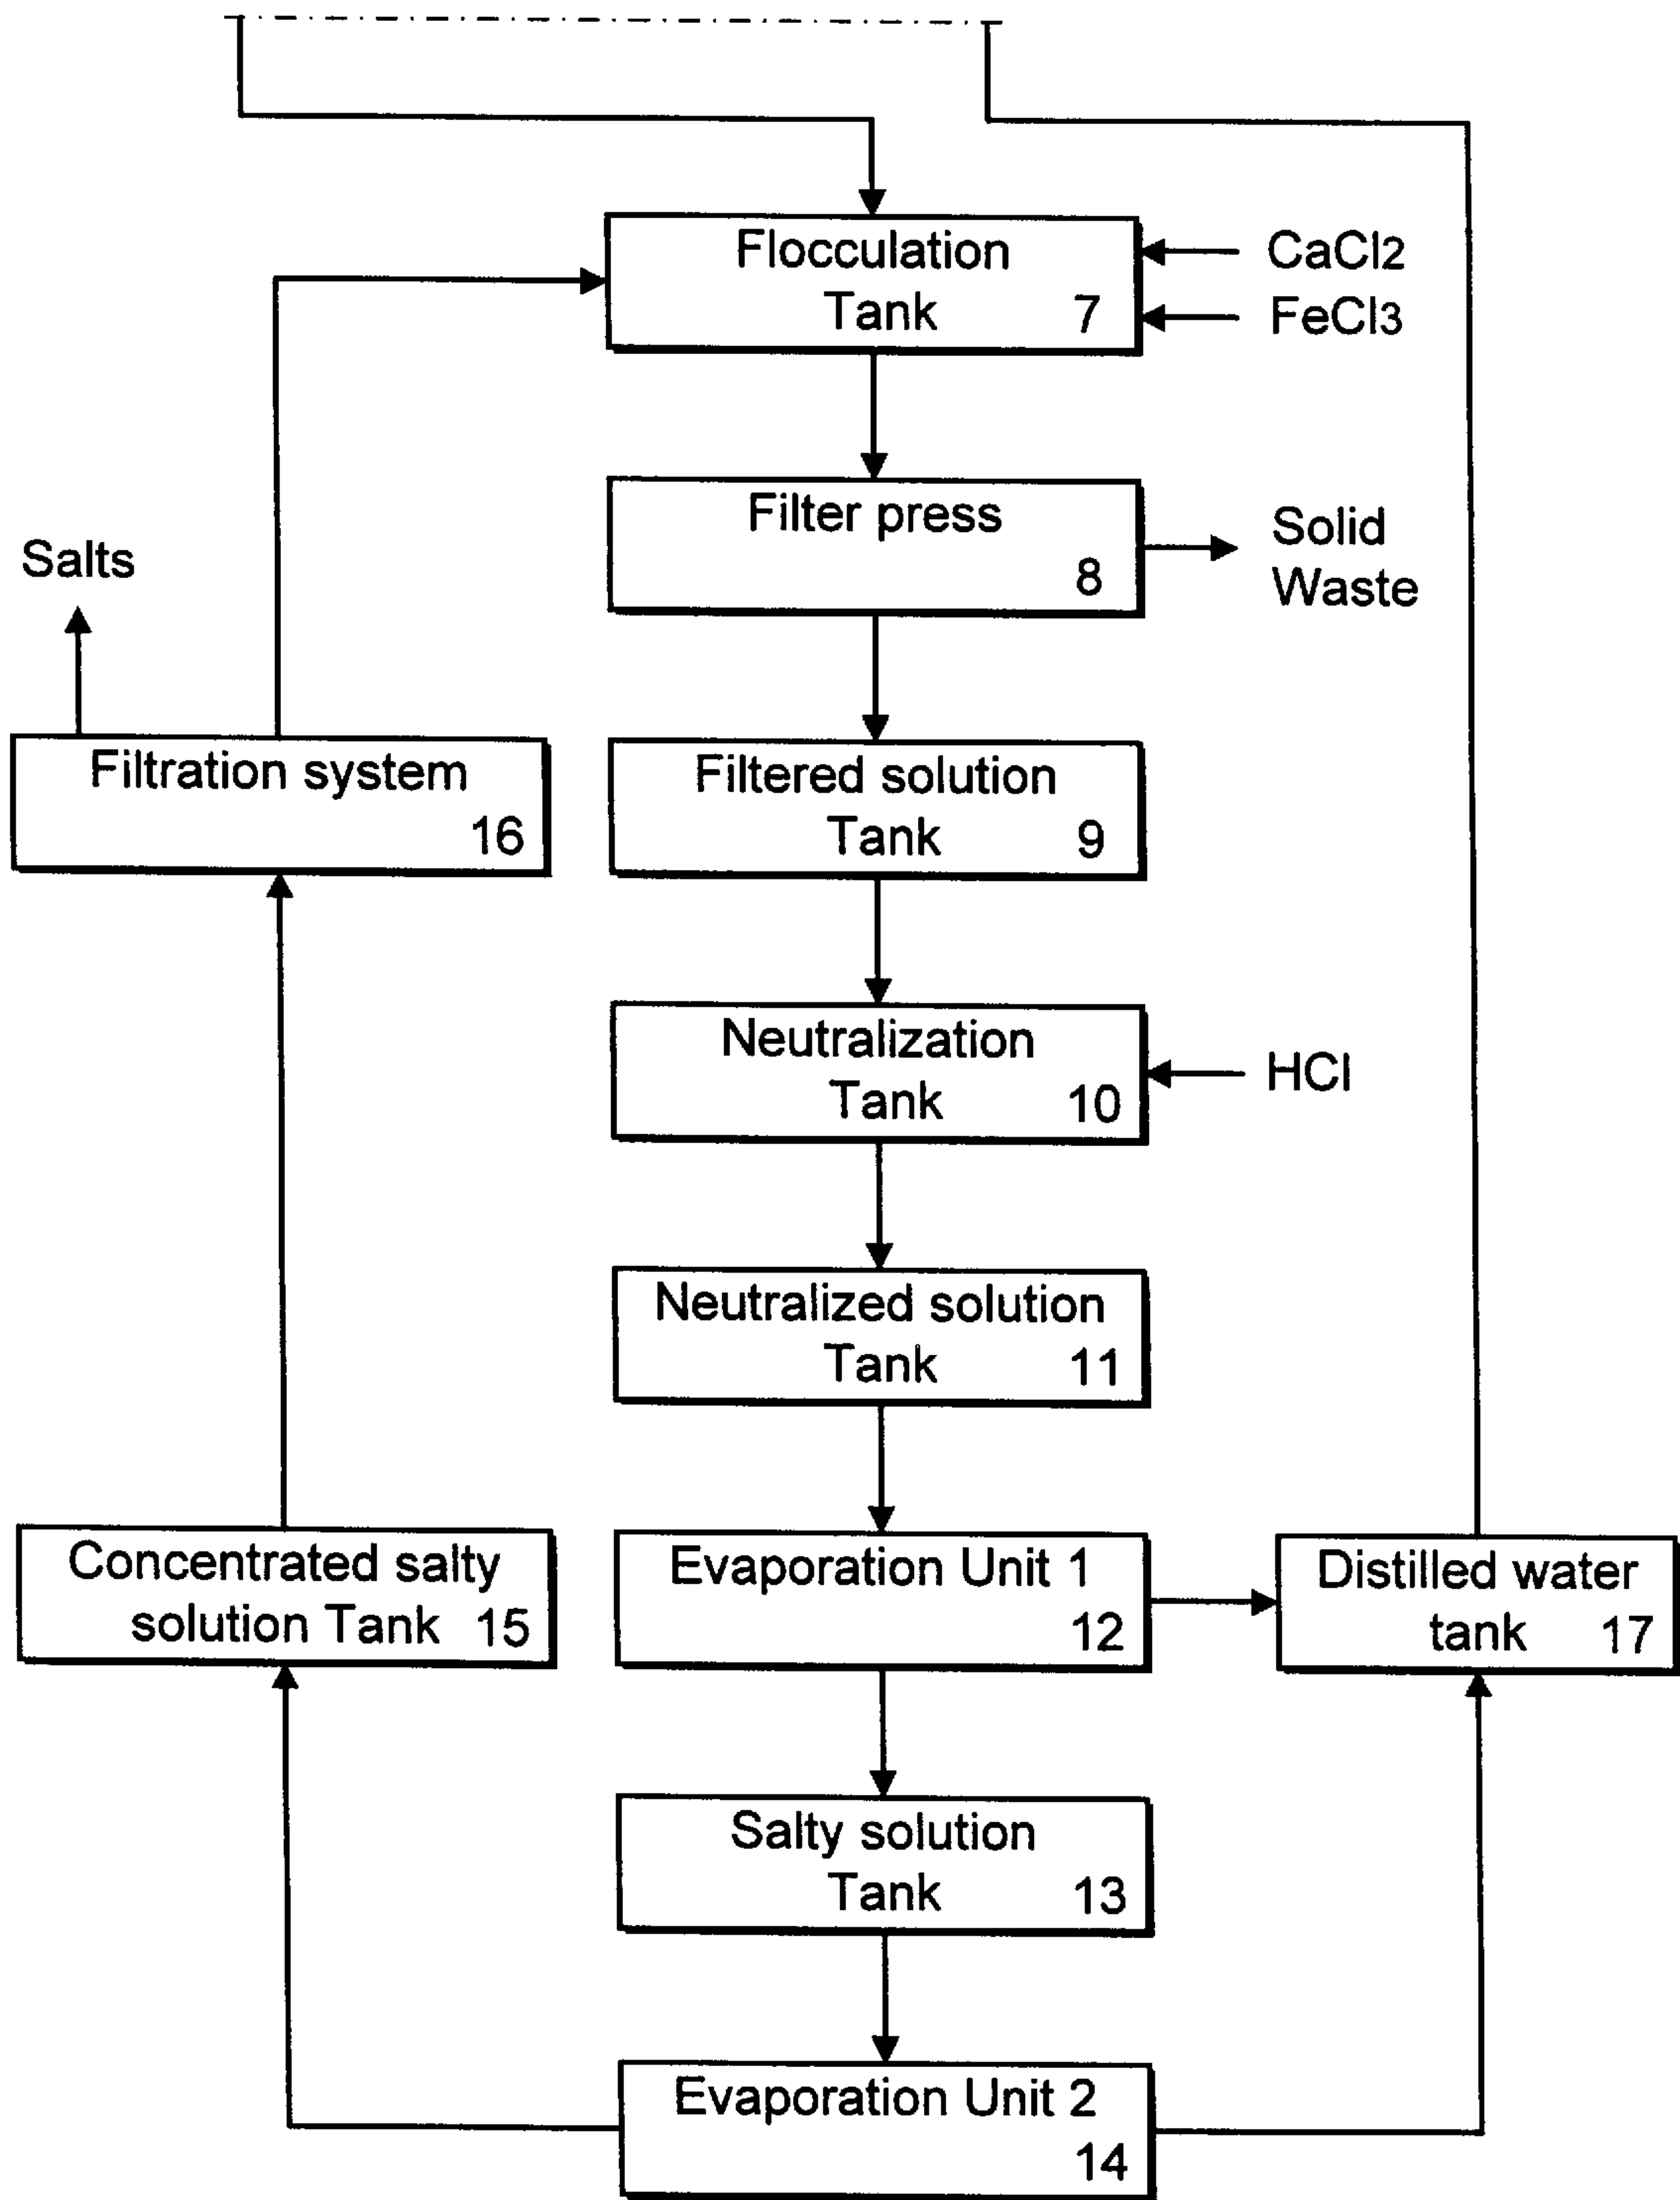 Flocculation
Tank 7
CaCl2
FeCl3
Filter press
8
Solid
Waste
Salts
Filtration system
16
Filtered solution
Tank 9
Neutralization
Tank 10
HCl
Neutralized solution
Tank 11
Concentrated salty
solution Tank 15
Evaporation Unit 1
12
Distilled water
tank 17
Salty solution
Tank 13
Evaporation Unit 2
14